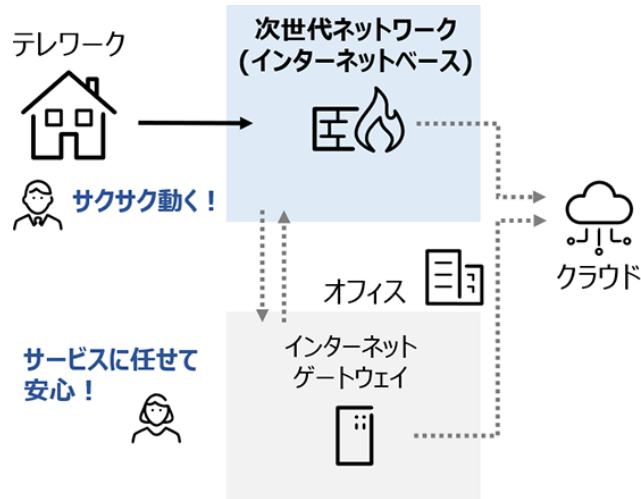 テレワーク
次世代ネットワーク
(インターネットベース)
サクサク動く！
クラウド
オフィス
インターネット
ゲートウェイ
サービスに任せて
安心！